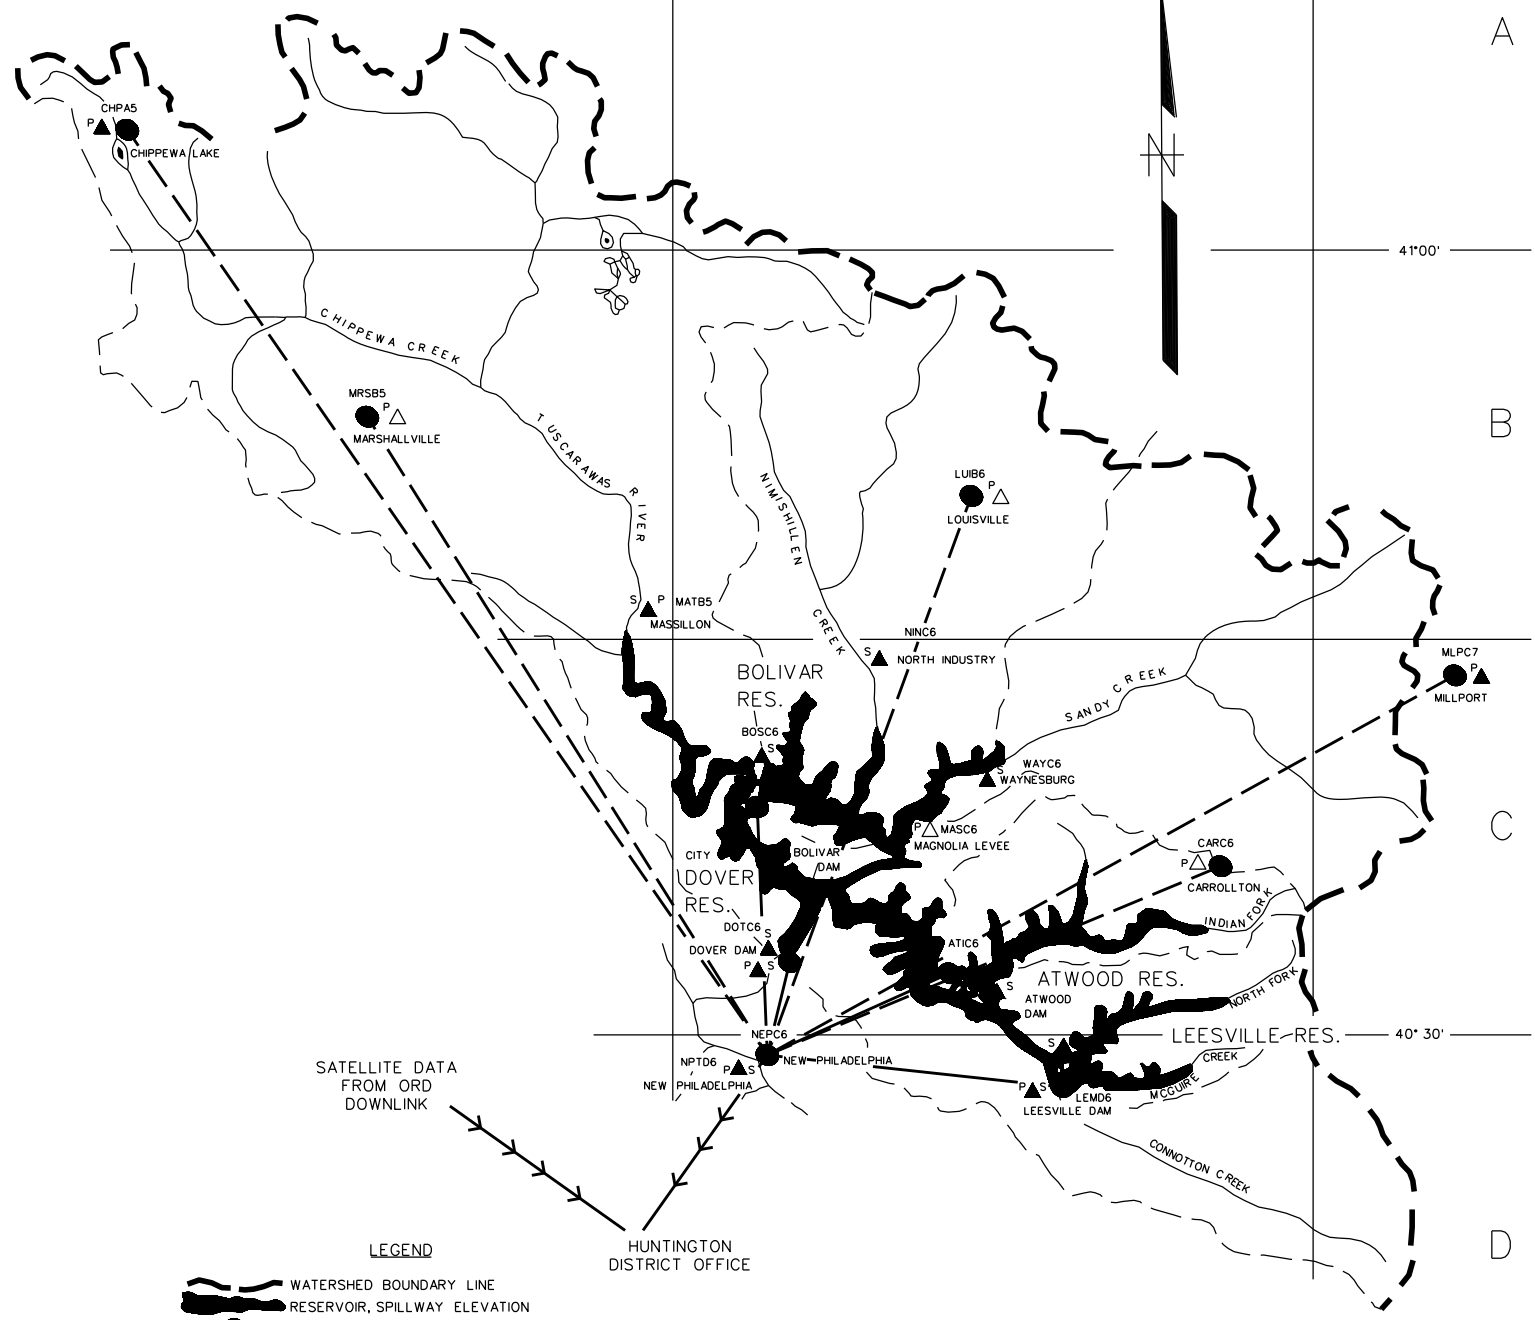 A
CHPA5
P
CHIPPEWA LAKE
N
41°00'
CHIPPEWA CREEK
MRSB5
P
MARSHALLVILLE
B
TUSCARAWAS RIVER
NIMISHILLEN CREEK
LUIB6
P
LOUISVILLE
S P MATB5
MASSILLON
NINC6
S
NORTH INDUSTRY
MLPC7
P
MILLPORT
BOLIVAR
RES.
SANDY CREEK
BOSC6
S
S
WAYC6
WAYNESBURG
P MASC6
MAGNOLIA LEVEE
C
CARC6
P
CARROLLTON
CITY
BOLIVAR
DAM
DOVER
RES.
INDIAN FORK
DOTC6
S
DOVER DAM
P S
ATIC6
S
ATWOOD RES.
ATWOOD
DAM
NORTH FORK
NEPC6
NEW PHILADELPHIA
LEESVILLE RES.
40° 30'
S
CREEK
MCGUIRE
NPTD6
P S
NEW PHILADELPHIA
P S
LEMD6
LEESVILLE DAM
SATELLITE DATA
FROM ORD
DOWNLINK
CONNOTTON CREEK
HUNTINGTON
DISTRICT OFFICE
D
LEGEND
WATERSHED BOUNDARY LINE
RESERVOIR, SPILLWAY ELEVATION